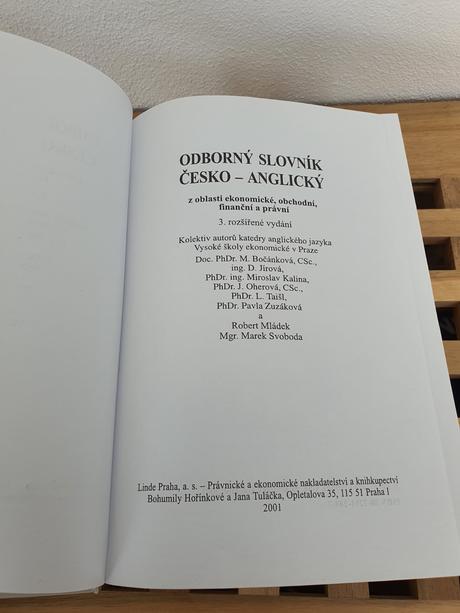 ODBORNÝ SLOVNÍK
ČESKO – ANGLICKÝ
z oblasti ekonomické, obchodní,
finanční a právní
3. rozšířené vydání
Kolektiv autorů katedry anglického jazyka
Vysoké školy ekonomické v Praze
Doc. PhDr. M. Bočánková, CSc.,
ing. D. Jirová,
PhDr. ing. Miroslav Kalina,
PhDr. J. Oherová, CSc.,
PhDr. L. Taišl,
PhDr. Pavla Zuzáková
a
Robert Mládek
Mgr. Marek Svoboda
Linde Praha, a. s. – Právnické a ekonomické nakladatelství a knihkupectví
Bohumily Hořínkové a Jana Tuláčka, Opletalova 35, 115 51 Praha 1
2001